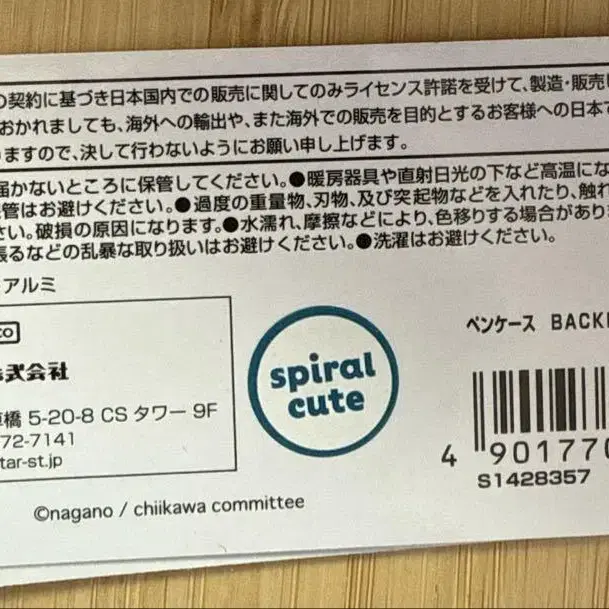 の契約に基づき日本国内での販売に関してのみライセンス許諾を受けて、製造・販売し
おかれましても、海外への輸出や、また海外での販売を目的とするお客様への日本で
ますので、決して行わないようにお願い申し上げます。
届かないところに保管してください。●暖房器具や直射日光の下など高温にな
保管はお避けください。●過度の重量物、刃物、及び突起物などを入れたり、触れ
さい。破損の原因になります。●水濡れ、摩擦などにより、色移りする場合があり
張るなどの乱暴な取り扱いはお避けください。●洗濯はお避けください。
アルミ
株式会社
橋 5-20-8 CS タワー 9F
72-7141
tar-st.jp
spiral
cute
ペンケース BACK
4 901770
S1428357
©nagano / chiikawa committee